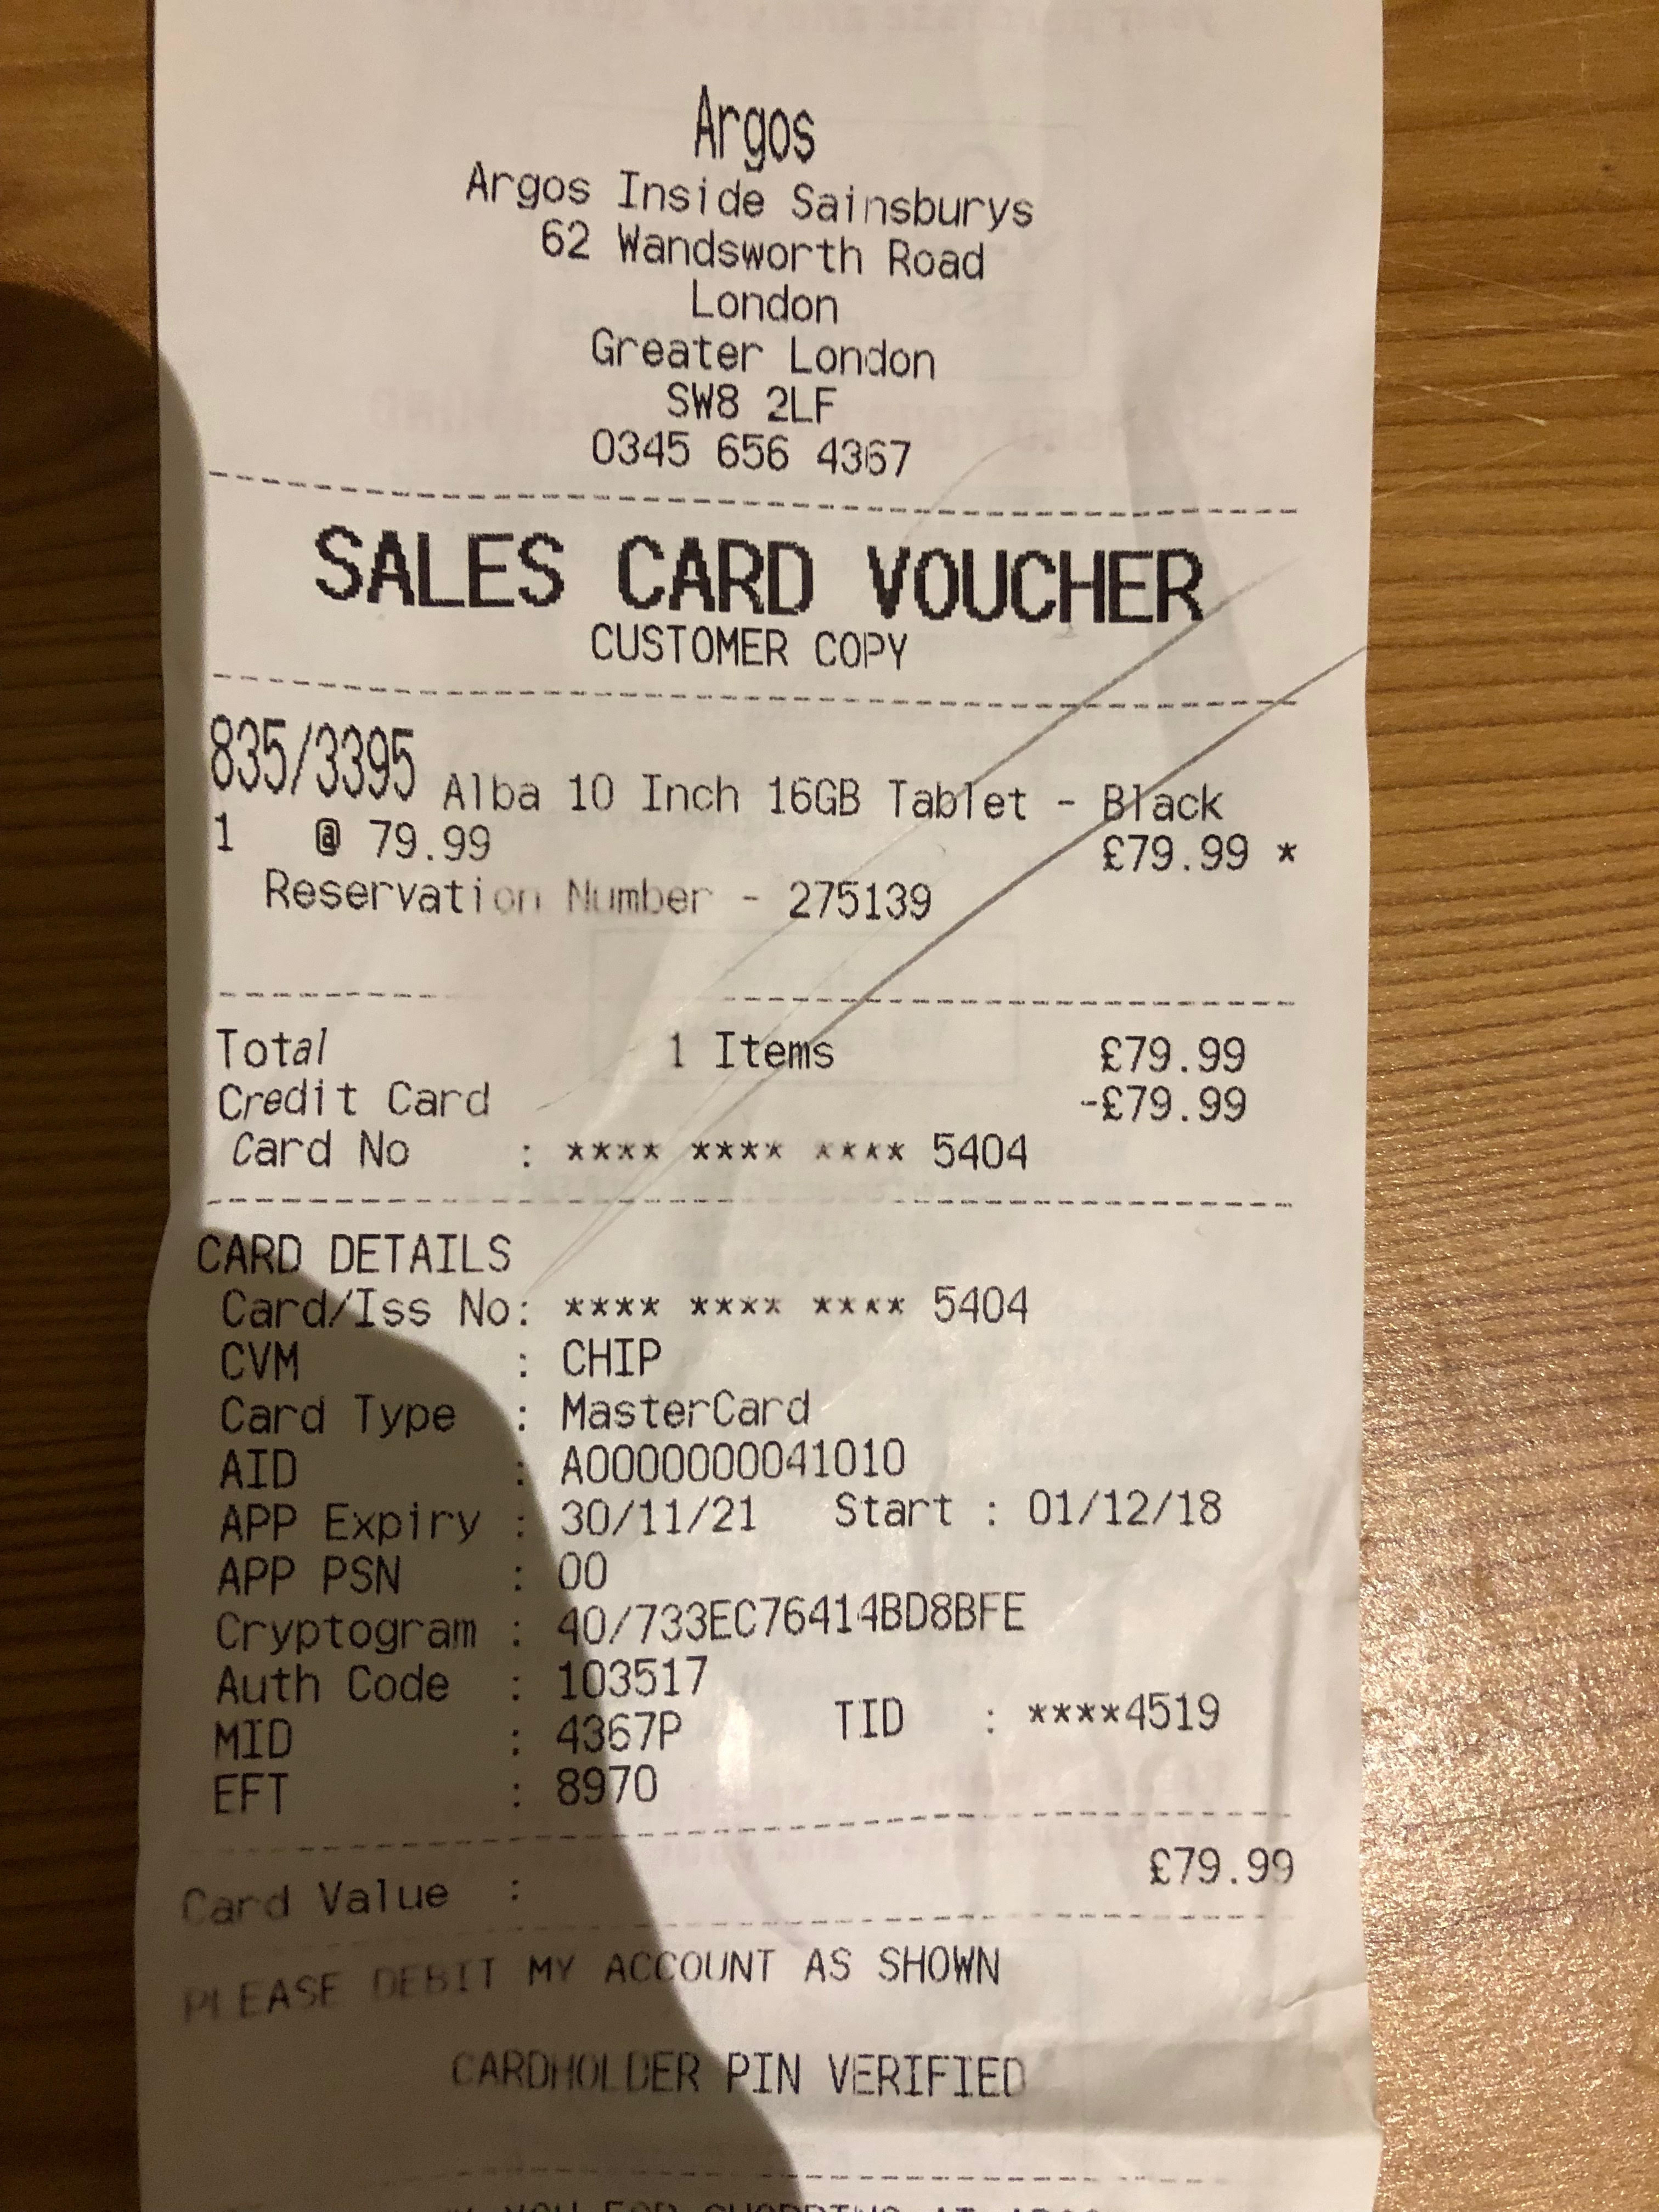 Argos
Argos Inside Sainsburys
62 Wandsworth Road
London
Greater London
SW8 2LF
0345 656 4367
SALES CARD VOUCHER
CUSTOMER COPY
835/3395 Alba 10 Inch 16GB Tablet - Black
1 @ 79.99 £79.99 *
Reservation Number - 275139
Total 1 Items £79.99
Credit Card -£79.99
Card No : **** **** **** 5404
CARD DETAILS
Card/Iss No: **** **** **** 5404
CVM : CHIP
Card Type : MasterCard
AID : A0000000041010
APP Expiry : 30/11/21 Start : 01/12/18
APP PSN : 00
Cryptogram : 40/733EC76414BD8BFE
Auth Code : 103517
MID : 4367P TID : ****4519
EFT : 8970
Card Value : £79.99
PLEASE DEBIT MY ACCOUNT AS SHOWN
CARDHOLDER PIN VERIFIED
YOU FOR SHOPPING AT